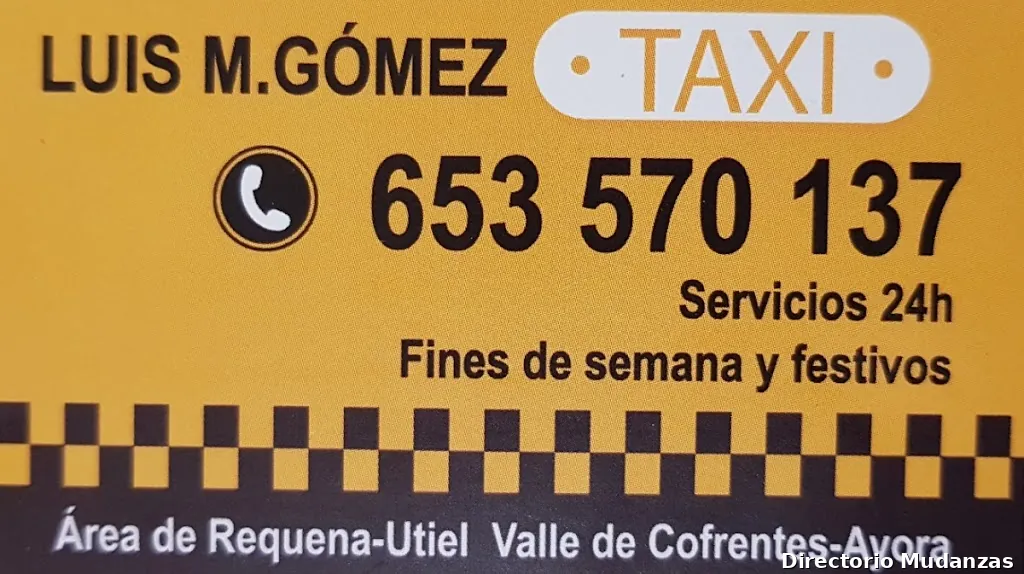 LUIS M.GÓMEZ · TAXI ·
653 570 137
Servicios 24h
Fines de semana y festivos
Área de Requena-Utiel Valle de Cofrentes-Ayora
Directorio Mudanzas